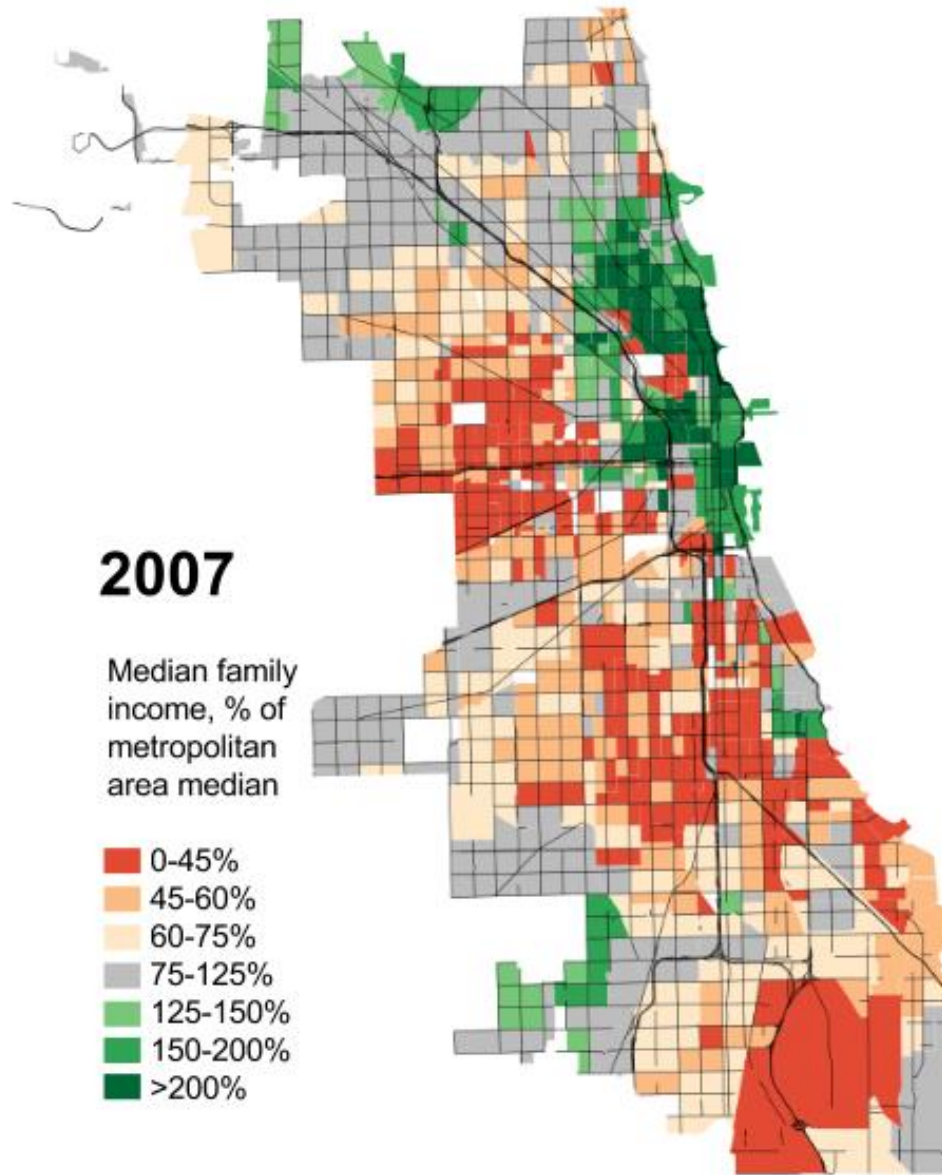 2007
Median family
income, % of
metropolitan
area median
0-45%
45-60%
60-75%
75-125%
125-150%
150-200%
>200%